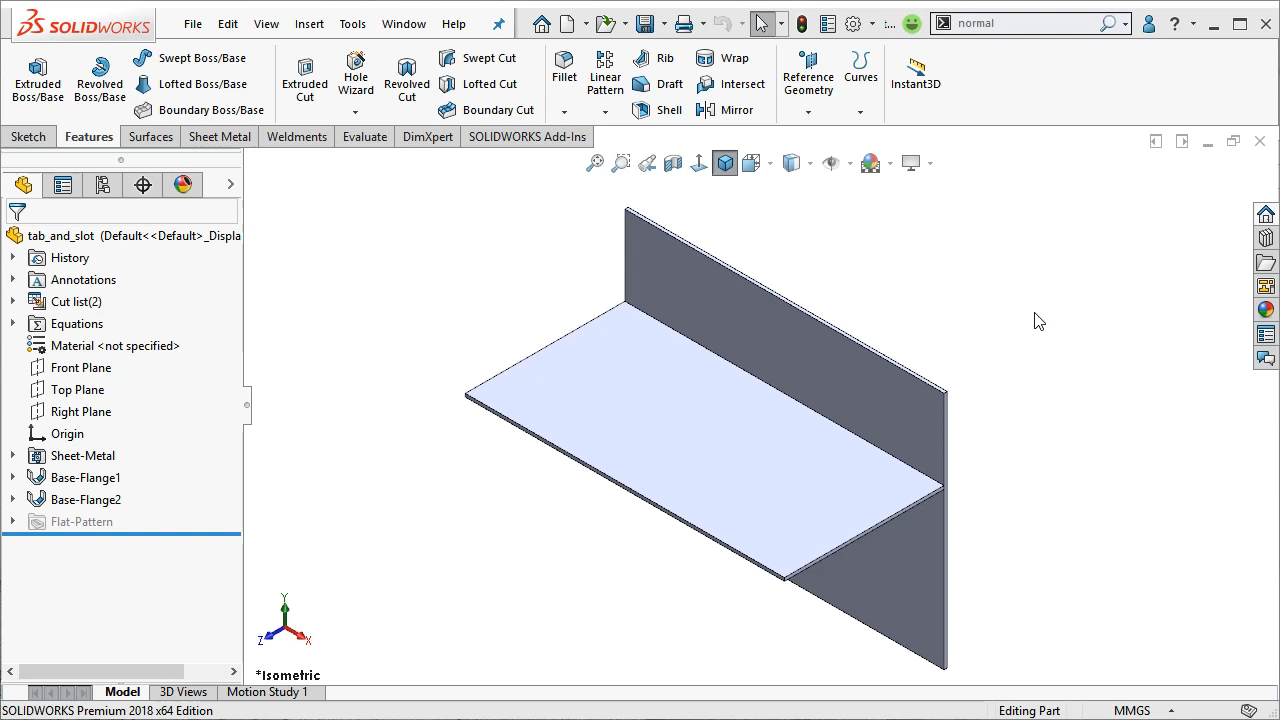 SOLIDWORKS
File Edit View Insert Tools Window Help
normal
Extruded Boss/Base
Revolved Boss/Base
Swept Boss/Base
Lofted Boss/Base
Boundary Boss/Base
Extruded Cut
Hole Wizard
Revolved Cut
Swept Cut
Lofted Cut
Boundary Cut
Fillet
Linear Pattern
Rib
Draft
Shell
Wrap
Intersect
Mirror
Reference Geometry
Curves
Instant3D
Sketch Features Surfaces Sheet Metal Weldments Evaluate DimXpert SOLIDWORKS Add-Ins
tab_and_slot (Default<<Default>_Displa
History
Annotations
Cut list(2)
Equations
Material <not specified>
Front Plane
Top Plane
Right Plane
Origin
Sheet-Metal
Base-Flange1
Base-Flange2
Flat-Pattern
Y
Z X
*Isometric
Model 3D Views Motion Study 1
SOLIDWORKS Premium 2018 x64 Edition Editing Part MMGS